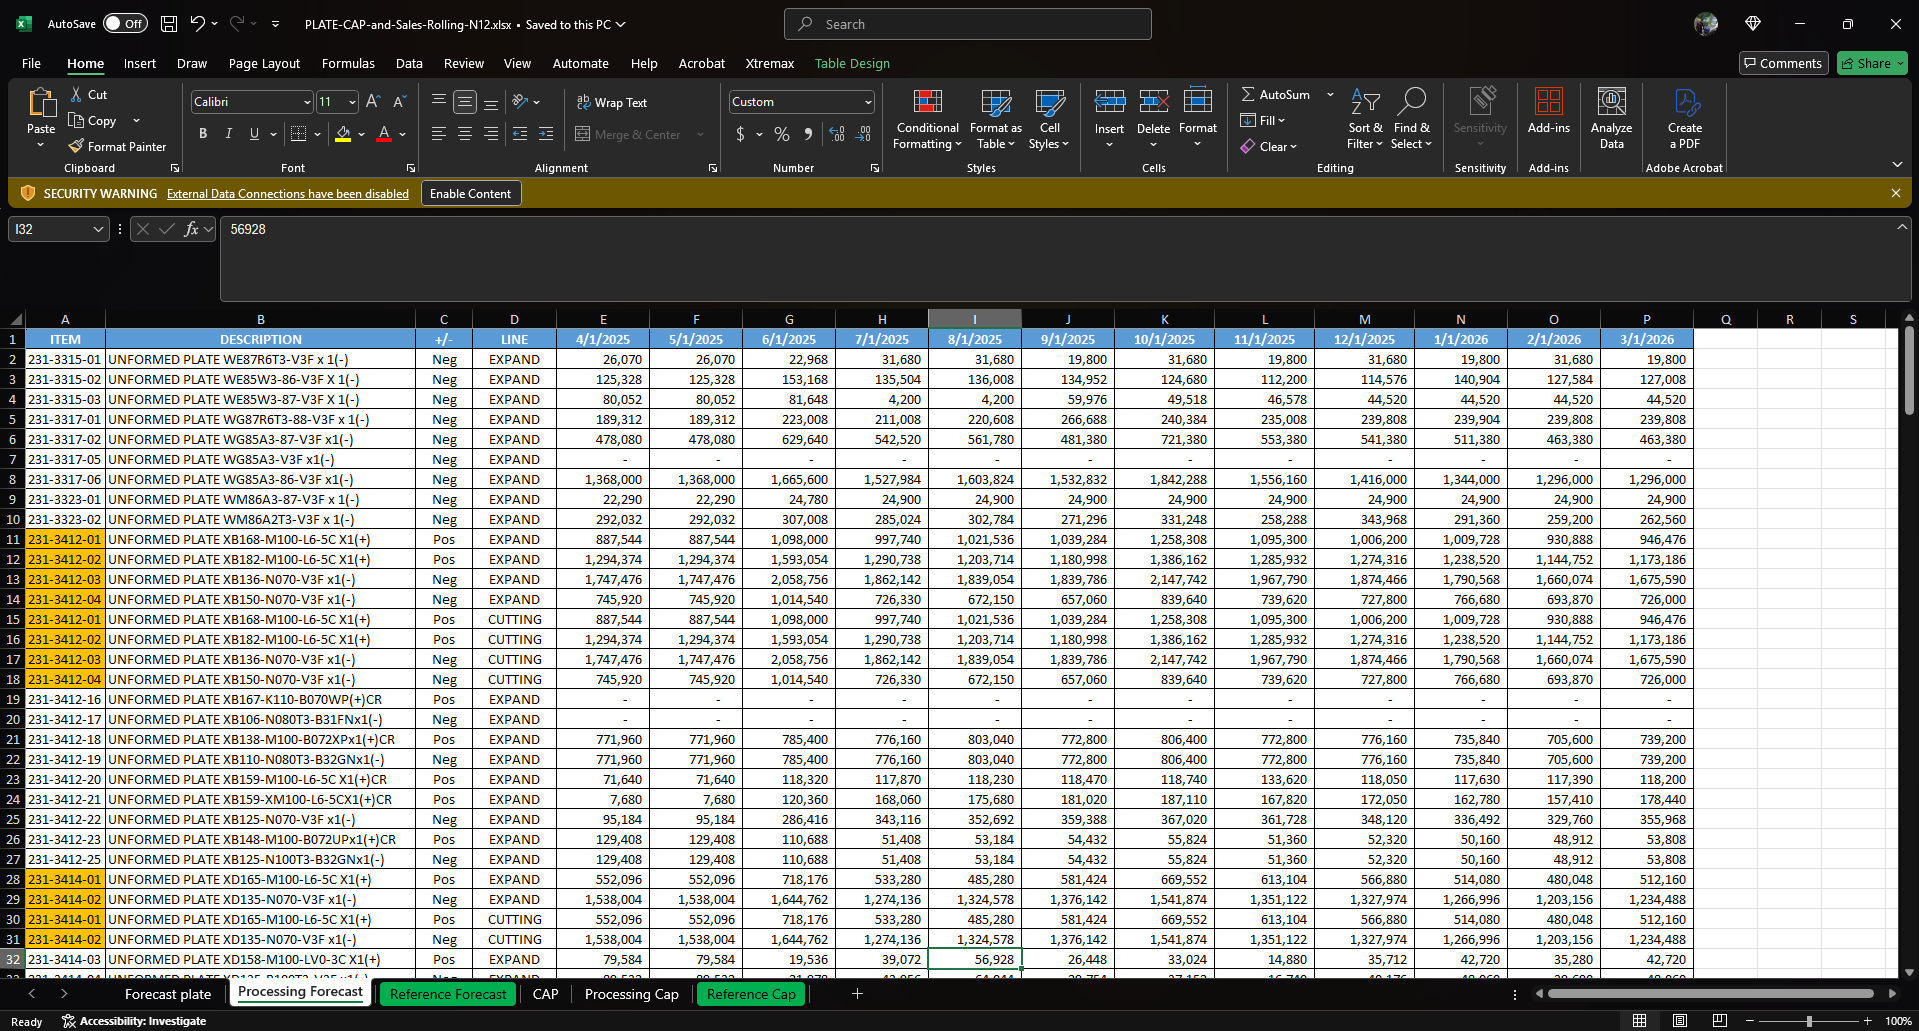 AutoSave Off PLATE-CAP-and-Sales-Rolling-N12.xlsx • Saved to this PC Search
File Home Insert Draw Page Layout Formulas Data Review View Automate Help Acrobat Xtremax Table Design Comments Share
Paste Cut Copy Format Painter Clipboard
Calibri 11 B I U A Font
Wrap Text Merge & Center Alignment
Custom $ % Number
Conditional Formatting Format as Table Cell Styles Styles
Insert Delete Format Cells
AutoSum Fill Clear Sort & Filter Find & Select Editing
Sensitivity Sensitivity
Add-ins Add-ins
Analyze Data
Create a PDF Adobe Acrobat
SECURITY WARNING External Data Connections have been disabled Enable Content
I32 fx 56928
A B C D E F G H I J K L M N O P Q R S
1 ITEM DESCRIPTION +/- LINE 4/1/2025 5/1/2025 6/1/2025 7/1/2025 8/1/2025 9/1/2025 10/1/2025 11/1/2025 12/1/2025 1/1/2026 2/1/2026 3/1/2026
2 231-3315-01 UNFORMED PLATE WE87R6T3-V3F x 1(-) Neg EXPAND 26,070 26,070 22,968 31,680 31,680 19,800 31,680 19,800 31,680 19,800 31,680 19,800
3 231-3315-02 UNFORMED PLATE WE85W3-86-V3F X 1(-) Neg EXPAND 125,328 125,328 153,168 135,504 136,008 134,952 124,680 112,200 114,576 140,904 127,584 127,008
4 231-3315-03 UNFORMED PLATE WE85W3-87-V3F X 1(-) Neg EXPAND 80,052 80,052 81,648 4,200 4,200 59,976 49,518 46,578 44,520 44,520 44,520 44,520
5 231-3317-01 UNFORMED PLATE WG87R6T3-88-V3F x 1(-) Neg EXPAND 189,312 189,312 223,008 211,008 220,608 266,688 240,384 235,008 239,808 239,904 239,808 239,808
6 231-3317-02 UNFORMED PLATE WG85A3-87-V3F x1(-) Neg EXPAND 478,080 478,080 629,640 542,520 561,780 481,380 721,380 553,380 541,380 511,380 463,380 463,380
7 231-3317-05 UNFORMED PLATE WG85A3-V3F x1(-) Neg EXPAND - - - - - - - - - - - -
8 231-3317-06 UNFORMED PLATE WG85A3-86-V3F x1(-) Neg EXPAND 1,368,000 1,368,000 1,665,600 1,527,984 1,603,824 1,532,832 1,842,288 1,556,160 1,416,000 1,344,000 1,296,000 1,296,000
9 231-3323-01 UNFORMED PLATE WM86A3-87-V3F x 1(-) Neg EXPAND 22,290 22,290 24,780 24,900 24,900 24,900 24,900 24,900 24,900 24,900 24,900 24,900
10 231-3323-02 UNFORMED PLATE WM86A2T3-V3F x 1(-) Neg EXPAND 292,032 292,032 307,008 285,024 302,784 271,296 331,248 258,288 343,968 291,360 259,200 262,560
11 231-3412-01 UNFORMED PLATE XB168-M100-L6-5C X1(+) Pos EXPAND 887,544 887,544 1,098,000 997,740 1,021,536 1,039,284 1,258,308 1,095,300 1,006,200 1,009,728 930,888 946,476
12 231-3412-02 UNFORMED PLATE XB182-M100-L6-5C X1(+) Pos EXPAND 1,294,374 1,294,374 1,593,054 1,290,738 1,203,714 1,180,998 1,386,162 1,285,932 1,274,316 1,238,520 1,144,752 1,173,186
13 231-3412-03 UNFORMED PLATE XB136-N070-V3F x1(-) Neg EXPAND 1,747,476 1,747,476 2,058,756 1,862,142 1,839,054 1,839,786 2,147,742 1,967,790 1,874,466 1,790,568 1,660,074 1,675,590
14 231-3412-04 UNFORMED PLATE XB150-N070-V3F x1(-) Neg EXPAND 745,920 745,920 1,014,540 726,330 672,150 657,060 839,640 739,620 727,800 766,680 693,870 726,000
15 231-3412-01 UNFORMED PLATE XB168-M100-L6-5C X1(+) Pos CUTTING 887,544 887,544 1,098,000 997,740 1,021,536 1,039,284 1,258,308 1,095,300 1,006,200 1,009,728 930,888 946,476
16 231-3412-02 UNFORMED PLATE XB182-M100-L6-5C X1(+) Pos CUTTING 1,294,374 1,294,374 1,593,054 1,290,738 1,203,714 1,180,998 1,386,162 1,285,932 1,274,316 1,238,520 1,144,752 1,173,186
17 231-3412-03 UNFORMED PLATE XB136-N070-V3F x1(-) Neg CUTTING 1,747,476 1,747,476 2,058,756 1,862,142 1,839,054 1,839,786 2,147,742 1,967,790 1,874,466 1,790,568 1,660,074 1,675,590
18 231-3412-04 UNFORMED PLATE XB150-N070-V3F x1(-) Neg CUTTING 745,920 745,920 1,014,540 726,330 672,150 657,060 839,640 739,620 727,800 766,680 693,870 726,000
19 231-3412-16 UNFORMED PLATE XB167-K110-B070WP(+)CR Pos EXPAND - - - - - - - - - - - -
20 231-3412-17 UNFORMED PLATE XB106-N080T3-B31FNx1(-) Neg EXPAND - - - - - - - - - - - -
21 231-3412-18 UNFORMED PLATE XB138-M100-B072XPx1(+)CR Pos EXPAND 771,960 771,960 785,400 776,160 803,040 772,800 806,400 772,800 776,160 735,840 705,600 739,200
22 231-3412-19 UNFORMED PLATE XB110-N080T3-B32GNx1(-) Neg EXPAND 771,960 771,960 785,400 776,160 803,040 772,800 806,400 772,800 776,160 735,840 705,600 739,200
23 231-3412-20 UNFORMED PLATE XB159-M100-L6-5C X1(+)CR Pos EXPAND 71,640 71,640 118,320 117,870 118,230 118,470 118,740 133,620 118,050 117,630 117,390 118,200
24 231-3412-21 UNFORMED PLATE XB159-XM100-L6-5CX1(+)CR Pos EXPAND 7,680 7,680 120,360 168,060 175,680 181,020 187,110 167,820 172,050 162,780 157,410 178,440
25 231-3412-22 UNFORMED PLATE XB125-N070-V3F x1(-) Neg EXPAND 95,184 95,184 286,416 343,116 352,692 359,388 367,020 361,728 348,120 336,492 329,760 355,968
26 231-3412-23 UNFORMED PLATE XB148-M100-B072UPx1(+)CR Pos EXPAND 129,408 129,408 110,688 51,408 53,184 54,432 55,824 51,360 52,320 50,160 48,912 53,808
27 231-3412-25 UNFORMED PLATE XB125-N100T3-B32GNx1(-) Neg EXPAND 129,408 129,408 110,688 51,408 53,184 54,432 55,824 51,360 52,320 50,160 48,912 53,808
28 231-3414-01 UNFORMED PLATE XD165-M100-L6-5C X1(+) Pos EXPAND 552,096 552,096 718,176 533,280 485,280 581,424 669,552 613,104 566,880 514,080 480,048 512,160
29 231-3414-02 UNFORMED PLATE XD135-N070-V3F x1(-) Neg EXPAND 1,538,004 1,538,004 1,644,762 1,274,136 1,324,578 1,376,142 1,541,874 1,351,122 1,327,974 1,266,996 1,203,156 1,234,488
30 231-3414-01 UNFORMED PLATE XD165-M100-L6-5C X1(+) Pos CUTTING 552,096 552,096 718,176 533,280 485,280 581,424 669,552 613,104 566,880 514,080 480,048 512,160
31 231-3414-02 UNFORMED PLATE XD135-N070-V3F x1(-) Neg CUTTING 1,538,004 1,538,004 1,644,762 1,274,136 1,324,578 1,376,142 1,541,874 1,351,122 1,327,974 1,266,996 1,203,156 1,234,488
32 231-3414-03 UNFORMED PLATE XD158-M100-LV0-3C X1(+) Pos EXPAND 79,584 79,584 19,536 39,072 56,928 26,448 33,024 14,880 35,712 42,720 35,280 42,720
Forecast plate Processing Forecast Reference Forecast CAP Processing Cap Reference Cap
Ready Accessibility: Investigate 100%